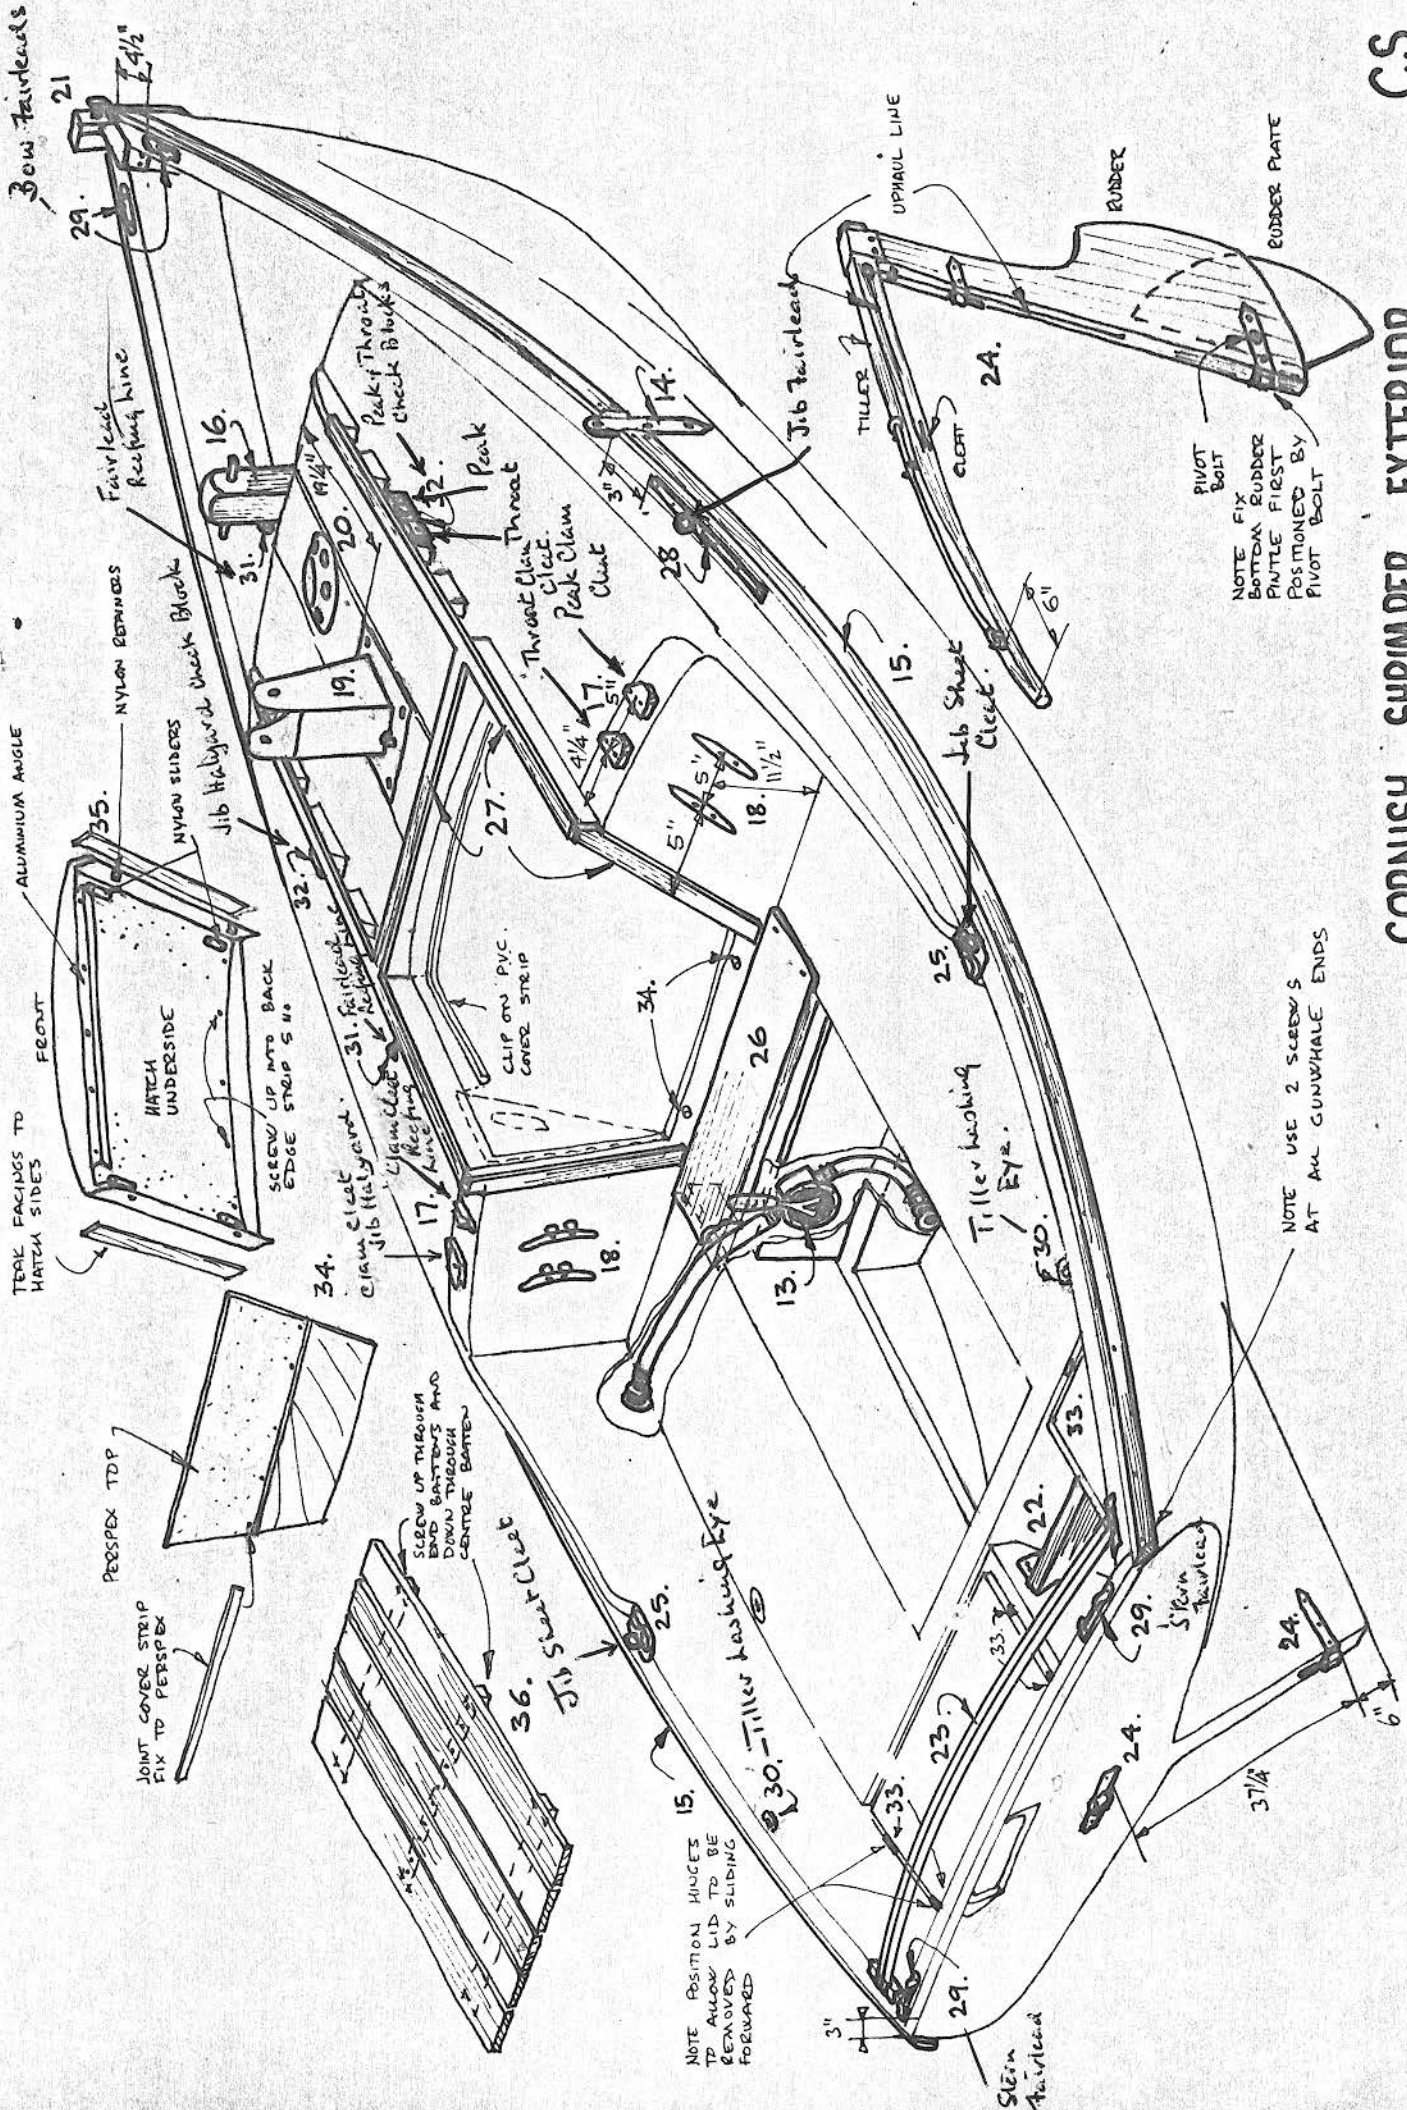 Bow Fairleads
21
4½"
29.
ALUMINIUM ANGLE
TEAK FACINGS TO
HATCH SIDES
FRONT
35.
NYLON RETAINERS
NYLON SLIDERS
HATCH
UNDERSIDE
SCREW UP INTO BACK
EDGE STRIP 5 NO
Fairlead
Reefing Line
16.
31.
19¼"
20.
Jib Halyard Cheek Block
19.
32.
Peak & Throat
Cheek Blocks
32.
Peak
Throat
Throat Clam
Cleat.
Peak Clam
Cleat
17.
5"
4¼"
27.
5"
5"
18.
11½"
14.
3"
28
Jib Fairleads
15.
Jib Sheet
Cleat.
25.
31. Fairlead
Reefing Line
34.
Clam cleat
Jib Halyard.
Clam Cleat
Reefing
Line
17.
18.
CLIP ON P.V.C.
COVER STRIP
34.
26
13.
Tiller Lashing
Eye.
30.
PERSPEX TOP
JOINT COVER STRIP
FIX TO PERSPEX
SCREW UP THROUGH
END BATTENS AND
DOWN THROUGH
CENTRE BATTEN
36.
Jib Sheet Cleat
25.
15.
30.-Tiller Lashing Eye
NOTE POSITION HINGES
TO ALLOW LID TO BE
REMOVED BY SLIDING
FORWARD
33.
33.
33.
22.
23.
29.
Stern
Fairlead
3"
29.
Stern
Fairlead
24.
24.
37¼"
6"
NOTE USE 2 SCREWS
AT ALL GUNWHALE ENDS
UPHAUL LINE
TILLER
CLEAT
6"
24.
RUDDER
RUDDER PLATE
PIVOT
BOLT
NOTE FIX
BOTTOM RUDDER
PINTLE FIRST
POSITIONED BY
PIVOT BOLT
CORNISH SHRIMPER EXTERIOR
C.S